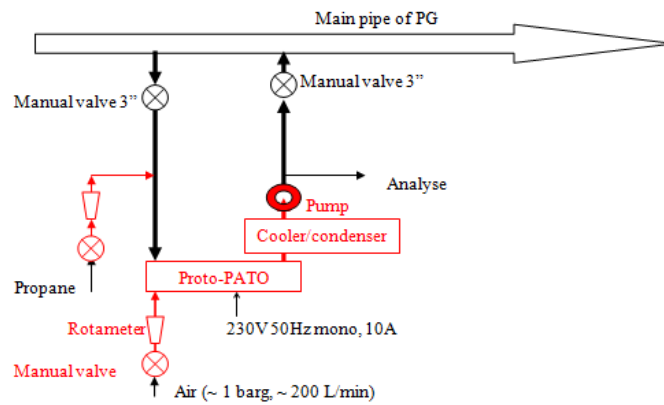 Main pipe of PG
Manual valve 3”
Manual valve 3”
Analyse
Pump
Cooler/condenser
Proto-PATO
Propane
Rotameter
230V 50Hz mono, 10A
Manual valve
Air (~ 1 barg, ~ 200 L/min)